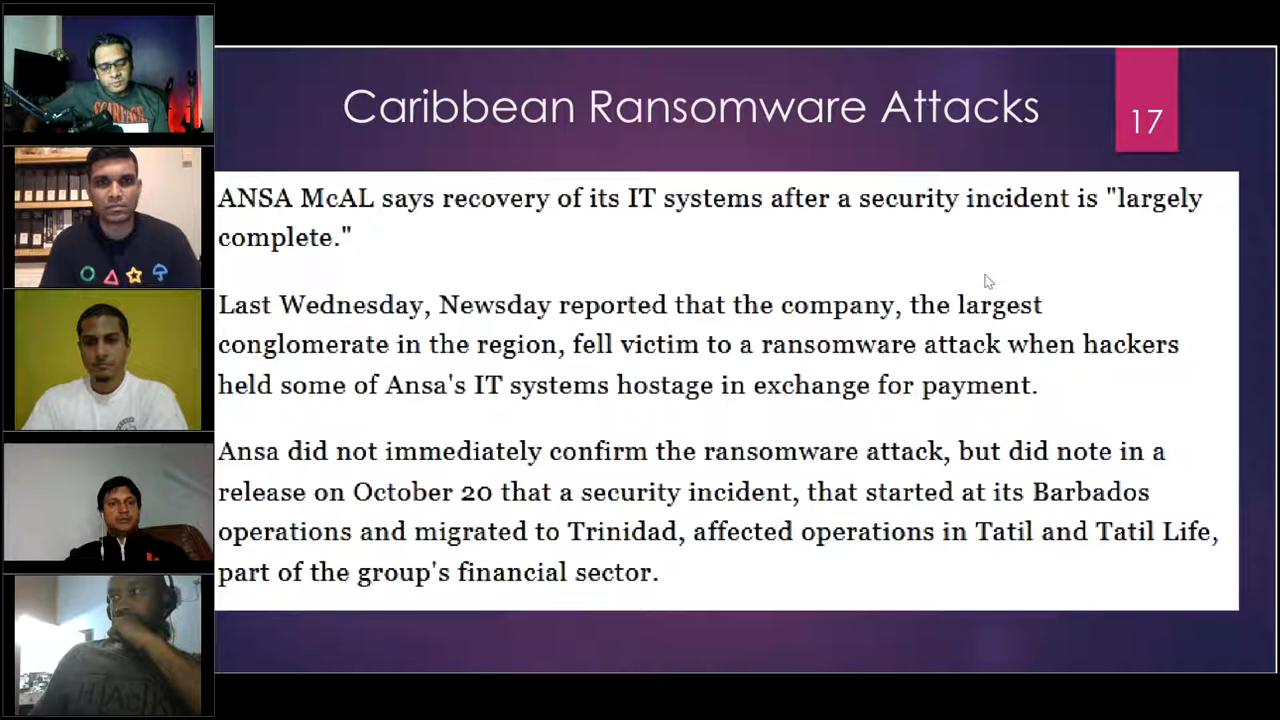 Caribbean Ransomware Attacks
17
ANSA McAL says recovery of its IT systems after a security incident is "largely
complete."
Last Wednesday, Newsday reported that the company, the largest
conglomerate in the region, fell victim to a ransomware attack when hackers
held some of Ansa's IT systems hostage in exchange for payment.
Ansa did not immediately confirm the ransomware attack, but did note in a
release on October 20 that a security incident, that started at its Barbados
operations and migrated to Trinidad, affected operations in Tatil and Tatil Life,
part of the group's financial sector.